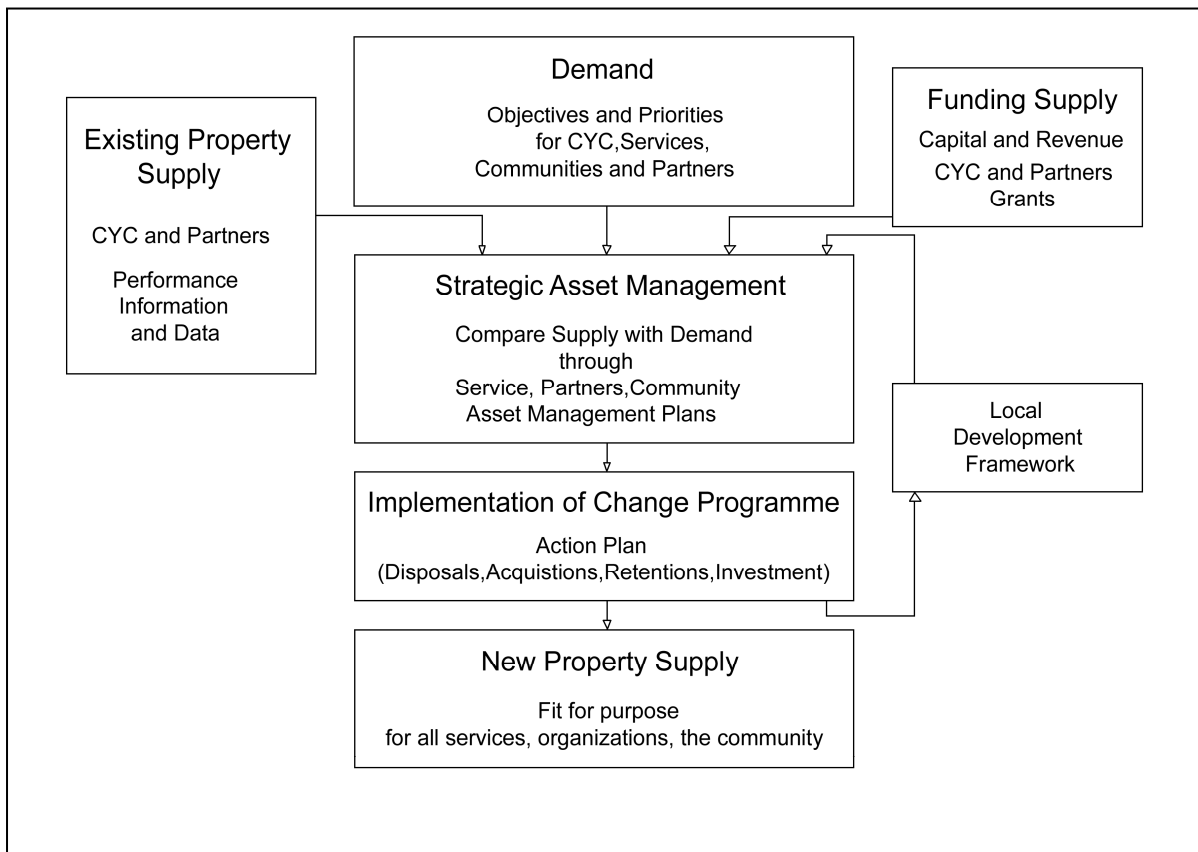 Demand
Objectives and Priorities
for CYC,Services,
Communities and Partners
Existing Property
Supply
CYC and Partners
Performance
Information
and Data
Funding Supply
Capital and Revenue
CYC and Partners
Grants
Strategic Asset Management
Compare Supply with Demand
through
Service, Partners,Community
Asset Management Plans
Local
Development
Framework
Implementation of Change Programme
Action Plan
(Disposals,Acquistions,Retentions,Investment)
New Property Supply
Fit for purpose
for all services, organizations, the community